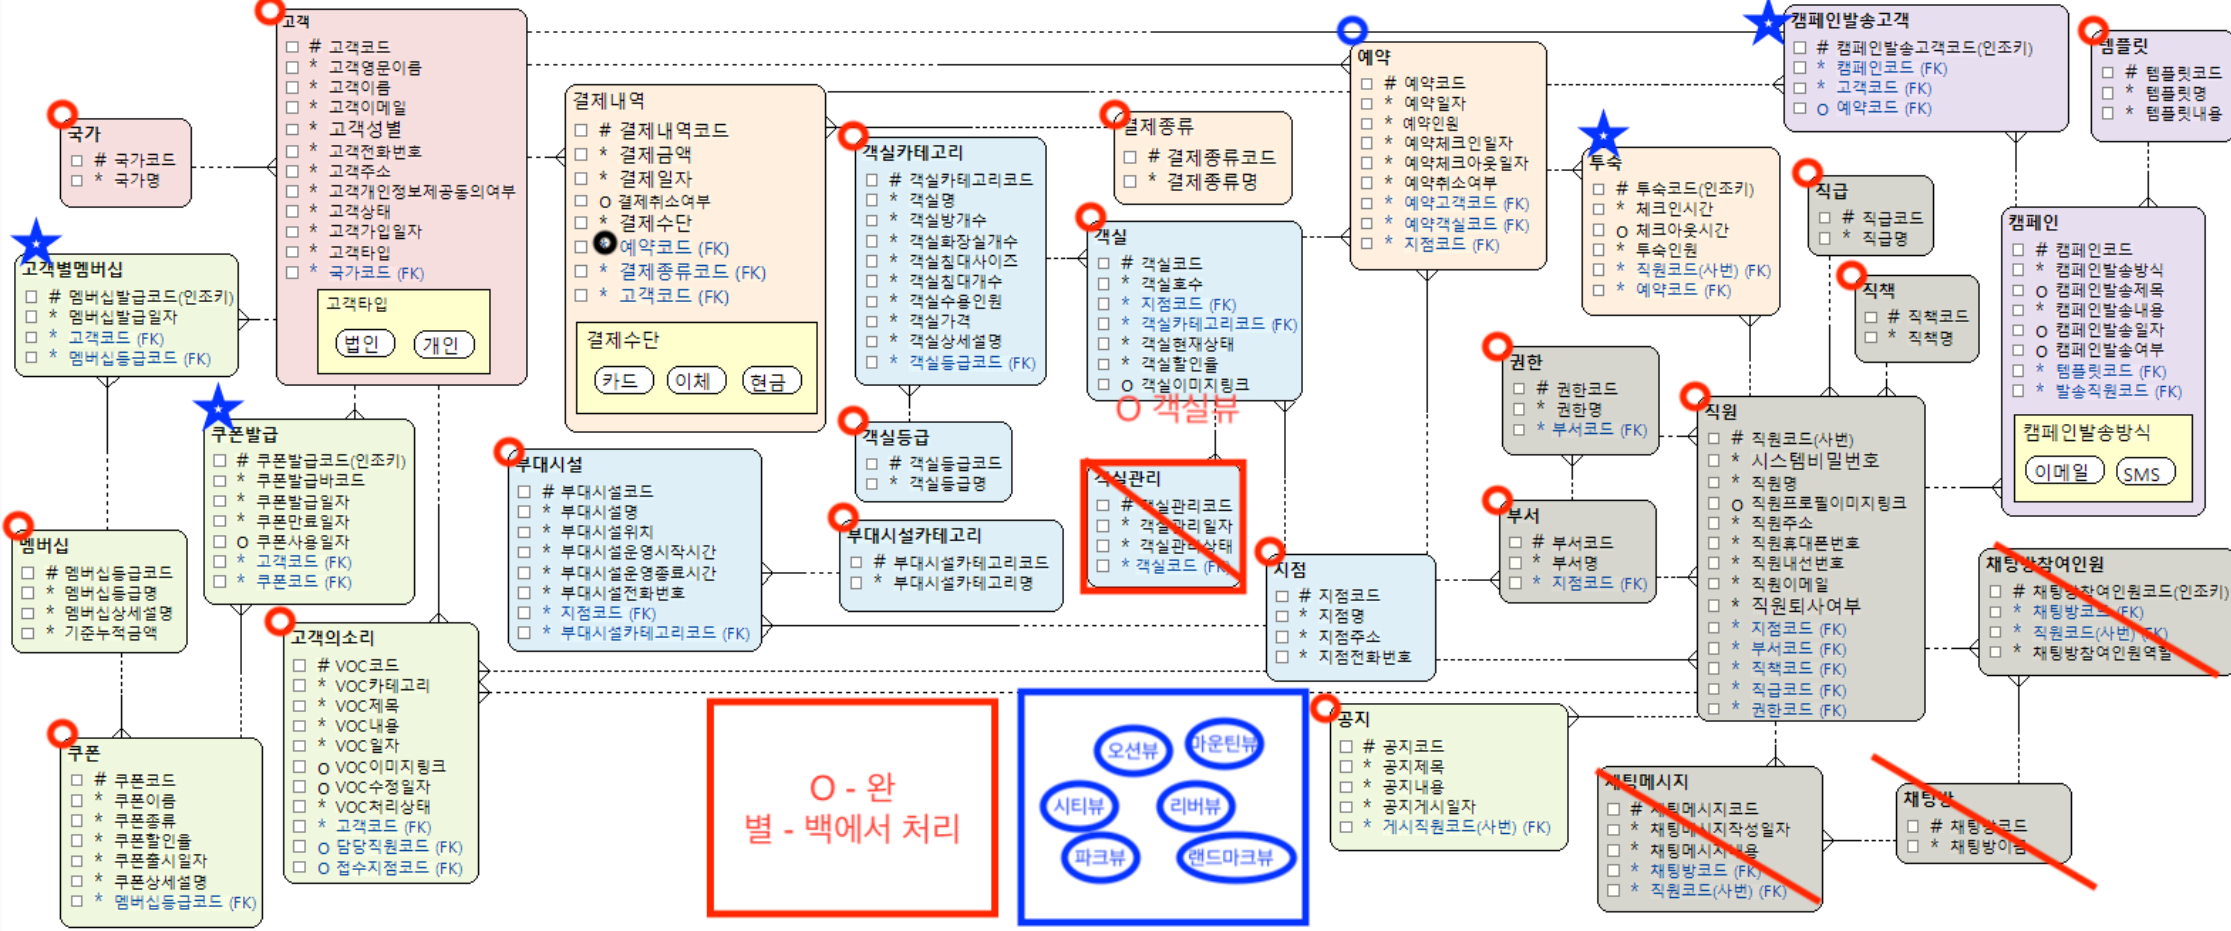 고객
# 고객코드
* 고객영문이름
* 고객이름
* 고객이메일
* 고객성별
* 고객전화번호
* 고객주소
* 고객개인정보제공동의여부
* 고객상태
* 고객가입일자
* 고객타입
* 국가코드 (FK)
고객타입
법인
개인
국가
# 국가코드
* 국가명
고객별멤버십
# 멤버십발급코드(인조키)
* 멤버십발급일자
* 고객코드 (FK)
* 멤버십등급코드 (FK)
쿠폰발급
# 쿠폰발급코드(인조키)
* 쿠폰발급바코드
* 쿠폰발급일자
* 쿠폰만료일자
o 쿠폰사용일자
* 고객코드 (FK)
* 쿠폰코드 (FK)
멤버십
# 멤버십등급코드
* 멤버십등급명
* 멤버십상세설명
* 기준누적금액
쿠폰
# 쿠폰코드
* 쿠폰이름
* 쿠폰종류
* 쿠폰할인율
* 쿠폰출시일자
* 쿠폰상세설명
* 멤버십등급코드 (FK)
고객의소리
# VOC코드
* VOC카테고리
* VOC제목
* VOC내용
* VOC일자
o VOC이미지링크
o VOC수정일자
* VOC처리상태
* 고객코드 (FK)
o 담당직원코드 (FK)
o 접수지점코드 (FK)
결제내역
# 결제내역코드
* 결제금액
* 결제일자
o 결제취소여부
* 결제수단
예약코드 (FK)
* 결제종류코드 (FK)
* 고객코드 (FK)
결제수단
카드
이체
현금
부대시설
# 부대시설코드
* 부대시설명
* 부대시설위치
* 부대시설운영시작시간
* 부대시설운영종료시간
* 부대시설전화번호
* 지점코드 (FK)
* 부대시설카테고리코드 (FK)
객실카테고리
# 객실카테고리코드
* 객실명
* 객실방개수
* 객실화장실개수
* 객실침대사이즈
* 객실침대개수
* 객실수용인원
* 객실가격
* 객실상세설명
* 객실등급코드 (FK)
객실등급
# 객실등급코드
* 객실등급명
부대시설카테고리
# 부대시설카테고리코드
* 부대시설카테고리명
결제종류
# 결제종류코드
* 결제종류명
객실
# 객실코드
* 객실호수
* 지점코드 (FK)
* 객실카테고리코드 (FK)
* 객실현재상태
* 객실할인율
o 객실이미지링크
O 객실뷰
객실관리
# 객실관리코드
* 객실관리일자
* 객실관리상태
* 객실코드 (FK)
지점
# 지점코드
* 지점명
* 지점주소
* 지점전화번호
예약
# 예약코드
* 예약일자
* 예약인원
* 예약체크인일자
* 예약체크아웃일자
* 예약취소여부
* 예약고객코드 (FK)
* 예약객실코드 (FK)
* 지점코드 (FK)
투숙
# 투숙코드(인조키)
* 체크인시간
o 체크아웃시간
* 투숙인원
* 직원코드(사번) (FK)
* 예약코드 (FK)
권한
# 권한코드
* 권한명
* 부서코드 (FK)
부서
# 부서코드
* 부서명
* 지점코드 (FK)
직급
# 직급코드
* 직급명
직책
# 직책코드
* 직책명
직원
# 직원코드(사번)
* 시스템비밀번호
* 직원명
o 직원프로필이미지링크
* 직원주소
* 직원휴대폰번호
* 직원내선번호
* 직원이메일
* 직원퇴사여부
* 지점코드 (FK)
* 부서코드 (FK)
* 직책코드 (FK)
* 직급코드 (FK)
* 권한코드 (FK)
캠페인발송고객
# 캠페인발송고객코드(인조키)
* 캠페인코드 (FK)
* 고객코드 (FK)
o 예약코드 (FK)
템플릿
# 템플릿코드
* 템플릿명
* 템플릿내용
캠페인
# 캠페인코드
* 캠페인발송방식
o 캠페인발송제목
* 캠페인발송내용
o 캠페인발송일자
o 캠페인발송여부
* 템플릿코드 (FK)
* 발송직원코드 (FK)
캠페인발송방식
이메일
SMS
채팅방참여인원
# 채팅방참여인원코드(인조키)
* 채팅방코드 (FK)
* 직원코드(사번) (FK)
* 채팅방참여인원역할
채팅방
# 채팅방코드
* 채팅방이름
채팅메시지
# 채팅메시지코드
* 채팅메시지작성일자
* 채팅메시지내용
* 채팅방코드 (FK)
* 직원코드(사번) (FK)
공지
# 공지코드
* 공지제목
* 공지내용
* 공지게시일자
* 게시직원코드(사번) (FK)
O - 완
별 - 백에서 처리
오션뷰
마운틴뷰
시티뷰
리버뷰
파크뷰
랜드마크뷰